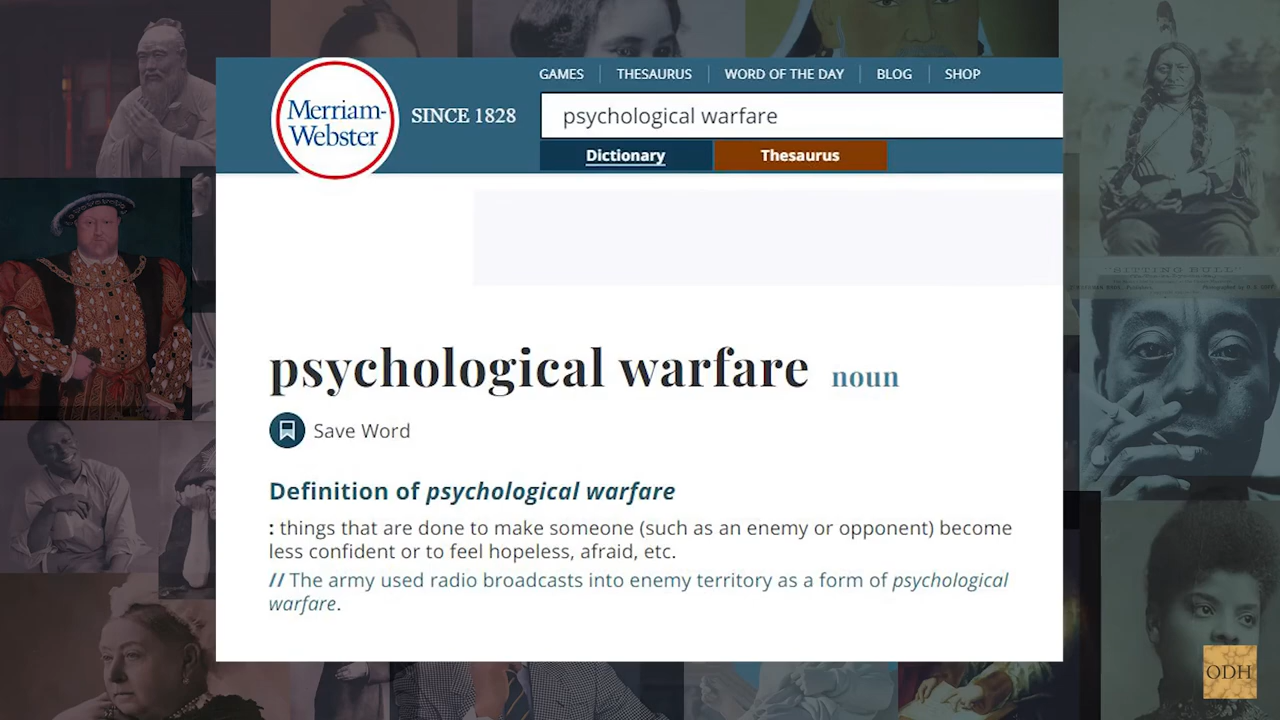 GAMES
THESAURUS
WORD OF THE DAY
BLOG
SHOP
Merriam-
Webster
SINCE 1828
psychological warfare
Dictionary
Thesaurus
"SITTING BULL"
psychological warfare noun
Save Word
Definition of psychological warfare
: things that are done to make someone (such as an enemy or opponent) become
less confident or to feel hopeless, afraid, etc.
// The army used radio broadcasts into enemy territory as a form of psychological
warfare.
ODH